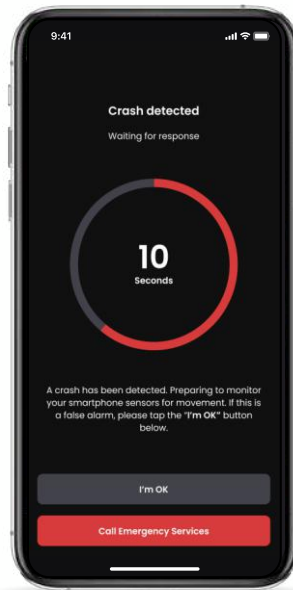 9:41
Crash detected
Waiting for response
10
Seconds
A crash has been detected. Preparing to monitor
your smartphone sensors for movement. If this is
a false alarm, please tap the "I'm OK" button
below.
I'm OK
Call Emergency Services